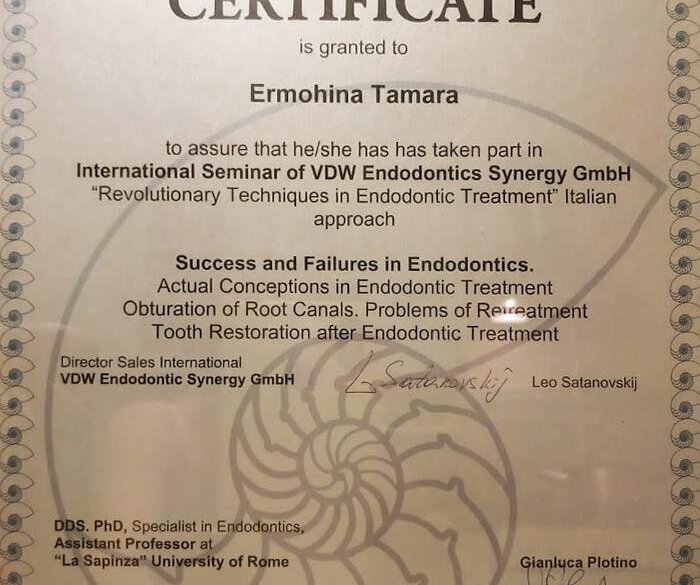 CERTIFICATE
is granted to
Ermohina Tamara
to assure that he/she has has taken part in
International Seminar of VDW Endodontics Synergy GmbH
“Revolutionary Techniques in Endodontic Treatment” Italian
approach
Success and Failures in Endodontics.
Actual Conceptions in Endodontic Treatment
Obturation of Root Canals. Problems of Retreatment
Tooth Restoration after Endodontic Treatment
Director Sales International
VDW Endodontic Synergy GmbH
L Satanovskij
Leo Satanovskij
DDS. PhD, Specialist in Endodontics,
Assistant Professor at
“La Sapinza” University of Rome
Gianluca Plotino